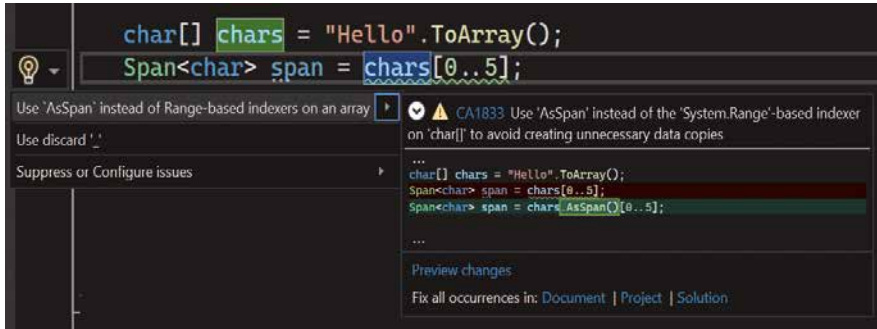 char[] chars = "Hello".ToArray();
Span<char> span = chars[0..5];
Use `AsSpan` instead of Range-based indexers on an array
Use discard '_'
Suppress or Configure issues
CA1833 Use 'AsSpan' instead of the 'System.Range'-based indexer
on 'char[]' to avoid creating unnecessary data copies
...
char[] chars = "Hello".ToArray();
Span<char> span = chars[0..5];
Span<char> span = chars.AsSpan()[0..5];
...
Preview changes
Fix all occurrences in: Document | Project | Solution